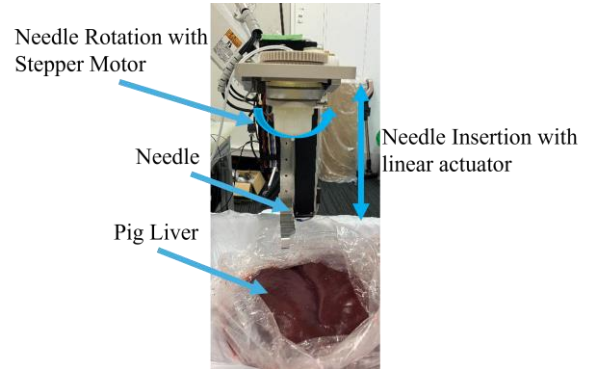 Needle Rotation with
Stepper Motor
Needle Insertion with
linear actuator
Needle
Pig Liver